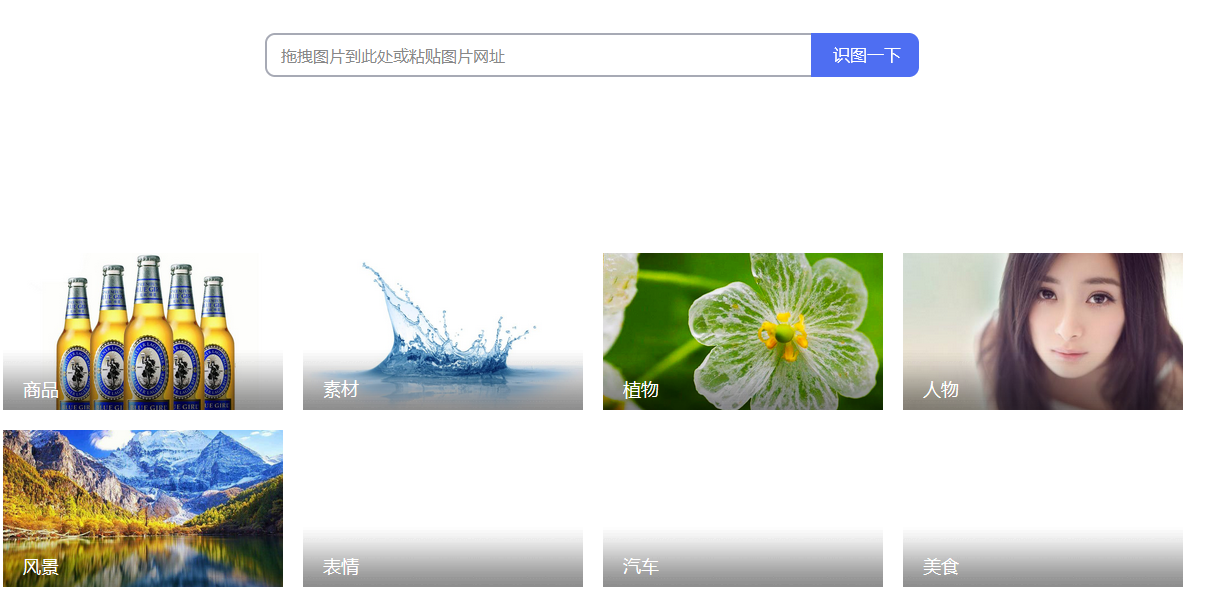 拖拽图片到此处或粘贴图片网址
识图一下
商品
素材
植物
人物
风景
表情
汽车
美食